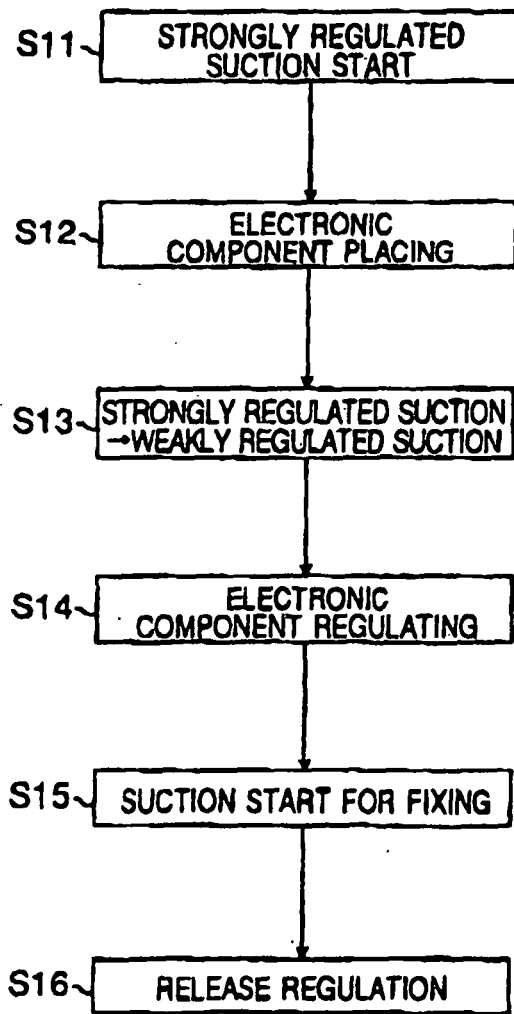 S11
STRONGLY REGULATED
SUCTION START
S12
ELECTRONIC
COMPONENT PLACING
S13
STRONGLY REGULATED SUCTION
→WEAKLY REGULATED SUCTION
S14
ELECTRONIC
COMPONENT REGULATING
S15
SUCTION START FOR FIXING
S16
RELEASE REGULATION